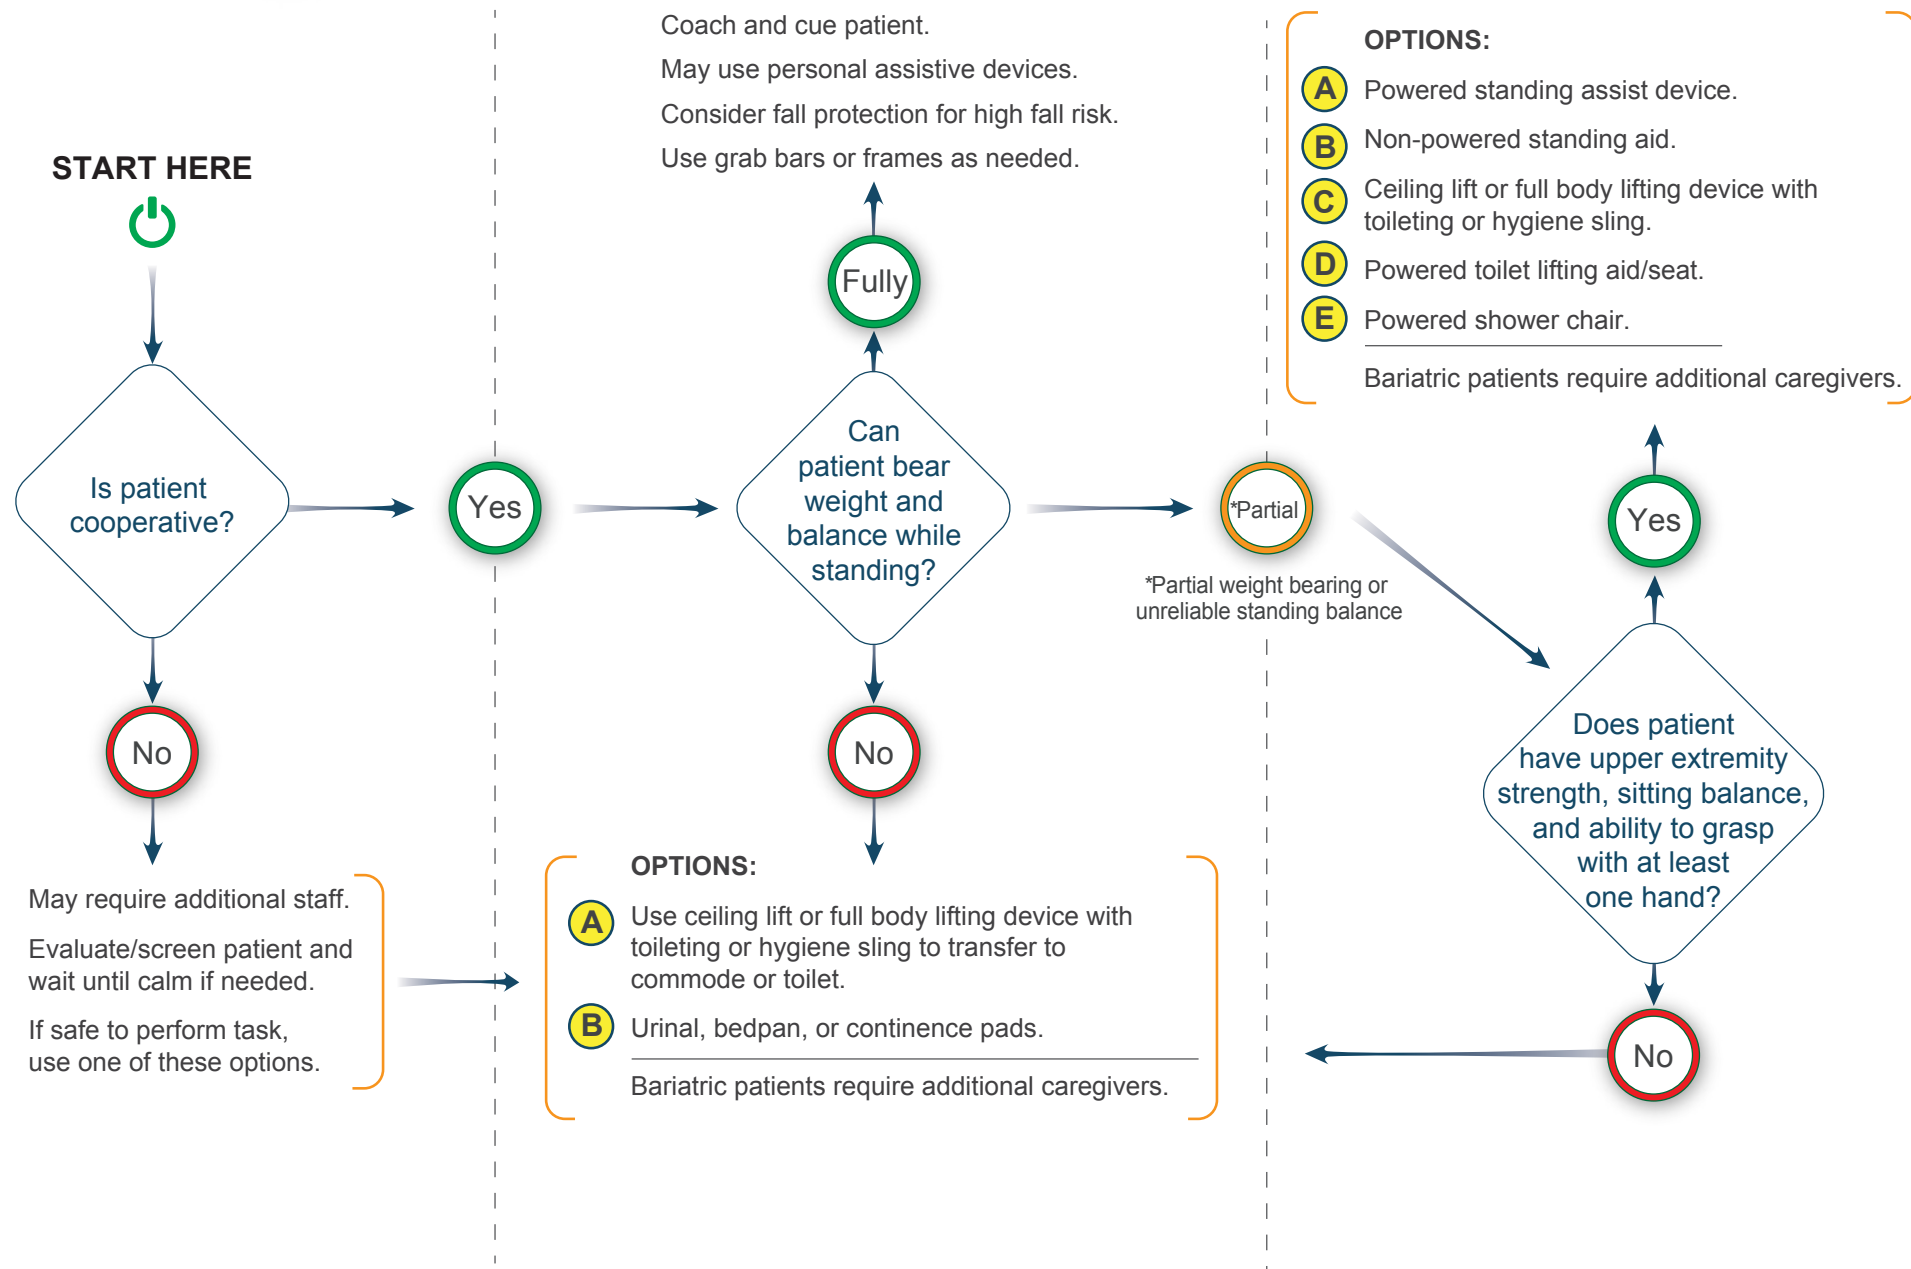 START HERE
Is patient
cooperative?
No
May require additional staff.
Evaluate/screen patient and
wait until calm if needed.
If safe to perform task,
use one of these options.
Yes
Coach and cue patient.
May use personal assistive devices.
Consider fall protection for high fall risk.
Use grab bars or frames as needed.
Fully
Can
patient bear
weight and
balance while
standing?
No
OPTIONS:
A Use ceiling lift or full body lifting device with
toileting or hygiene sling to transfer to
commode or toilet.
B Urinal, bedpan, or continence pads.
Bariatric patients require additional caregivers.
*Partial
*Partial weight bearing or
unreliable standing balance
OPTIONS:
A Powered standing assist device.
B Non-powered standing aid.
C Ceiling lift or full body lifting device with
toileting or hygiene sling.
D Powered toilet lifting aid/seat.
E Powered shower chair.
Bariatric patients require additional caregivers.
Yes
Does patient
have upper extremity
strength, sitting balance,
and ability to grasp
with at least
one hand?
No